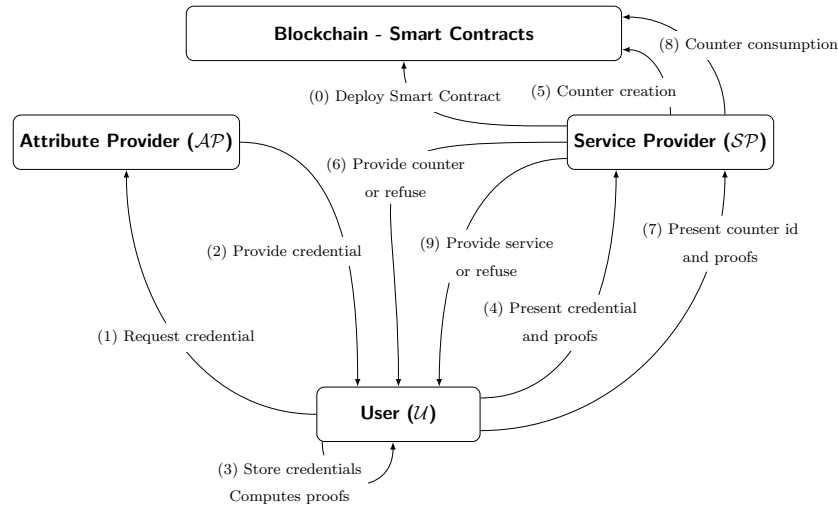 Blockchain - Smart Contracts
(8) Counter consumption
(0) Deploy Smart Contract
(5) Counter creation
Attribute Provider (𝒜𝒫)
Service Provider (𝒮𝒫)
(6) Provide counter
or refuse
(7) Present counter id
and proofs
(2) Provide credential
(9) Provide service
or refuse
(4) Present credential
and proofs
(1) Request credential
User (𝒰)
(3) Store credentials
Computes proofs